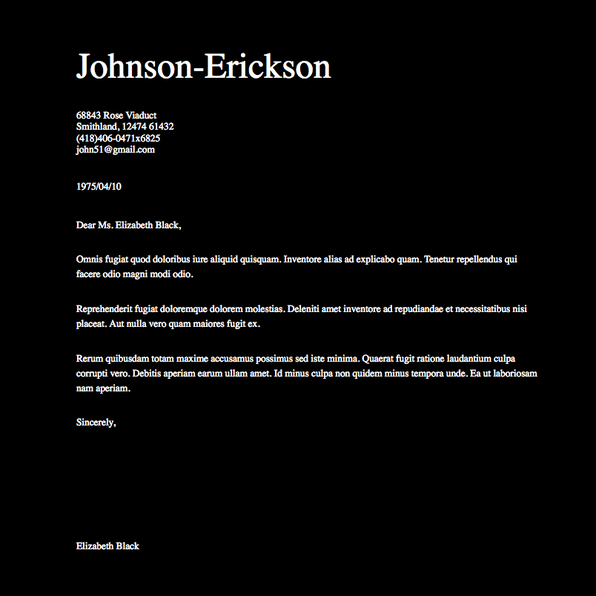 Johnson-Erickson
68843 Rose Viaduct
Smithland, 12474 61432
(418)406-0471x6825
john51@gmail.com
1975/04/10
Dear Ms. Elizabeth Black,
Omnis fugiat quod doloribus iure aliquid quisquam. Inventore alias ad explicabo quam. Tenetur repellendus qui
facere odio magni modi odio.
Reprehenderit fugiat doloremque dolorem molestias. Deleniti amet inventore ad repudiandae et necessitatibus nisi
placeat. Aut nulla vero quam maiores fugit ex.
Rerum quibusdam totam maxime accusamus possimus sed iste minima. Quaerat fugit ratione laudantium culpa
corrupti vero. Debitis aperiam earum ullam amet. Id minus culpa non quidem minus tempora unde. Ea ut laboriosam
nam aperiam.
Sincerely,
Elizabeth Black